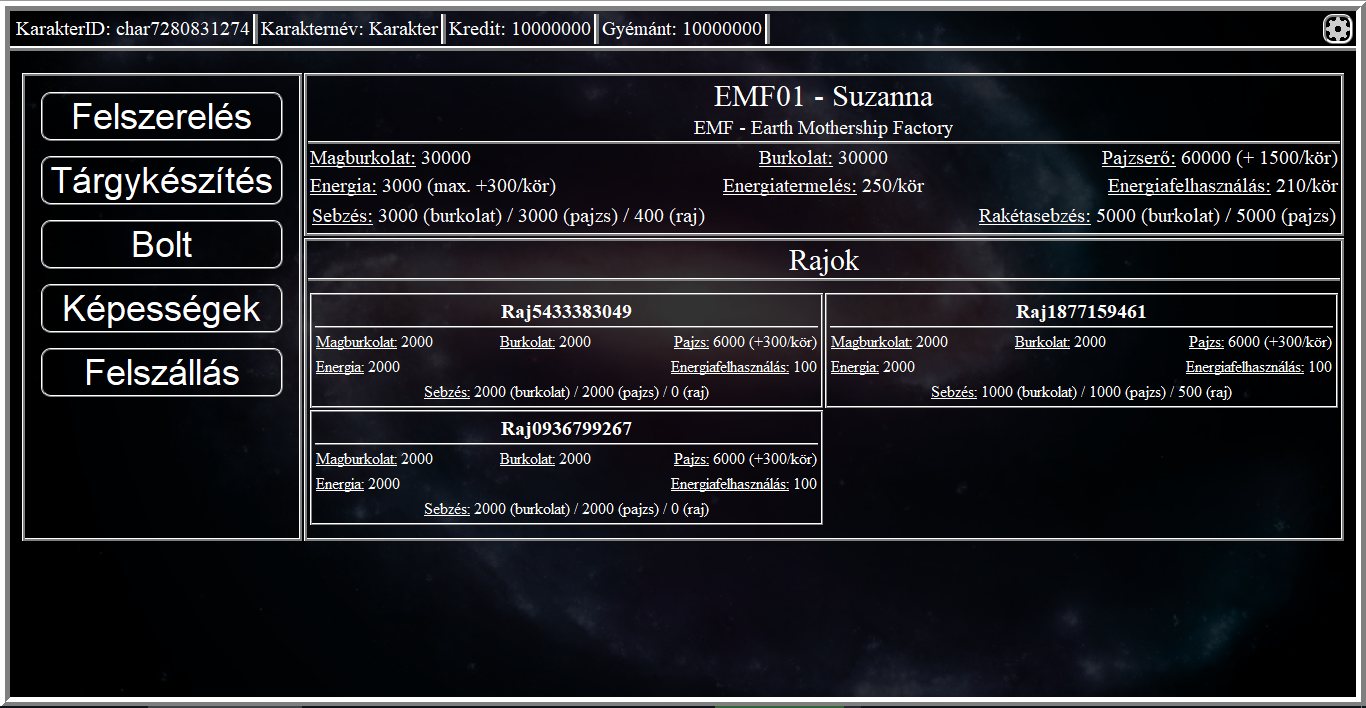 KarakterID: char7280831274 Karakternév: Karakter Kredit: 10000000 Gyémánt: 10000000
Felszerelés
Tárgykészítés
Bolt
Képességek
Felszállás
EMF01 - Suzanna
EMF - Earth Mothership Factory
Magburkolat: 30000 Burkolat: 30000 Pajzserő: 60000 (+ 1500/kör)
Energia: 3000 (max. +300/kör) Energiatermelés: 250/kör Energiafelhasználás: 210/kör
Sebzés: 3000 (burkolat) / 3000 (pajzs) / 400 (raj) Rakétasebzés: 5000 (burkolat) / 5000 (pajzs)
Rajok
Raj5433383049
Magburkolat: 2000 Burkolat: 2000 Pajzs: 6000 (+300/kör)
Energia: 2000 Energiafelhasználás: 100
Sebzés: 2000 (burkolat) / 2000 (pajzs) / 0 (raj)
Raj1877159461
Magburkolat: 2000 Burkolat: 2000 Pajzs: 6000 (+300/kör)
Energia: 2000 Energiafelhasználás: 100
Sebzés: 1000 (burkolat) / 1000 (pajzs) / 500 (raj)
Raj0936799267
Magburkolat: 2000 Burkolat: 2000 Pajzs: 6000 (+300/kör)
Energia: 2000 Energiafelhasználás: 100
Sebzés: 2000 (burkolat) / 2000 (pajzs) / 0 (raj)